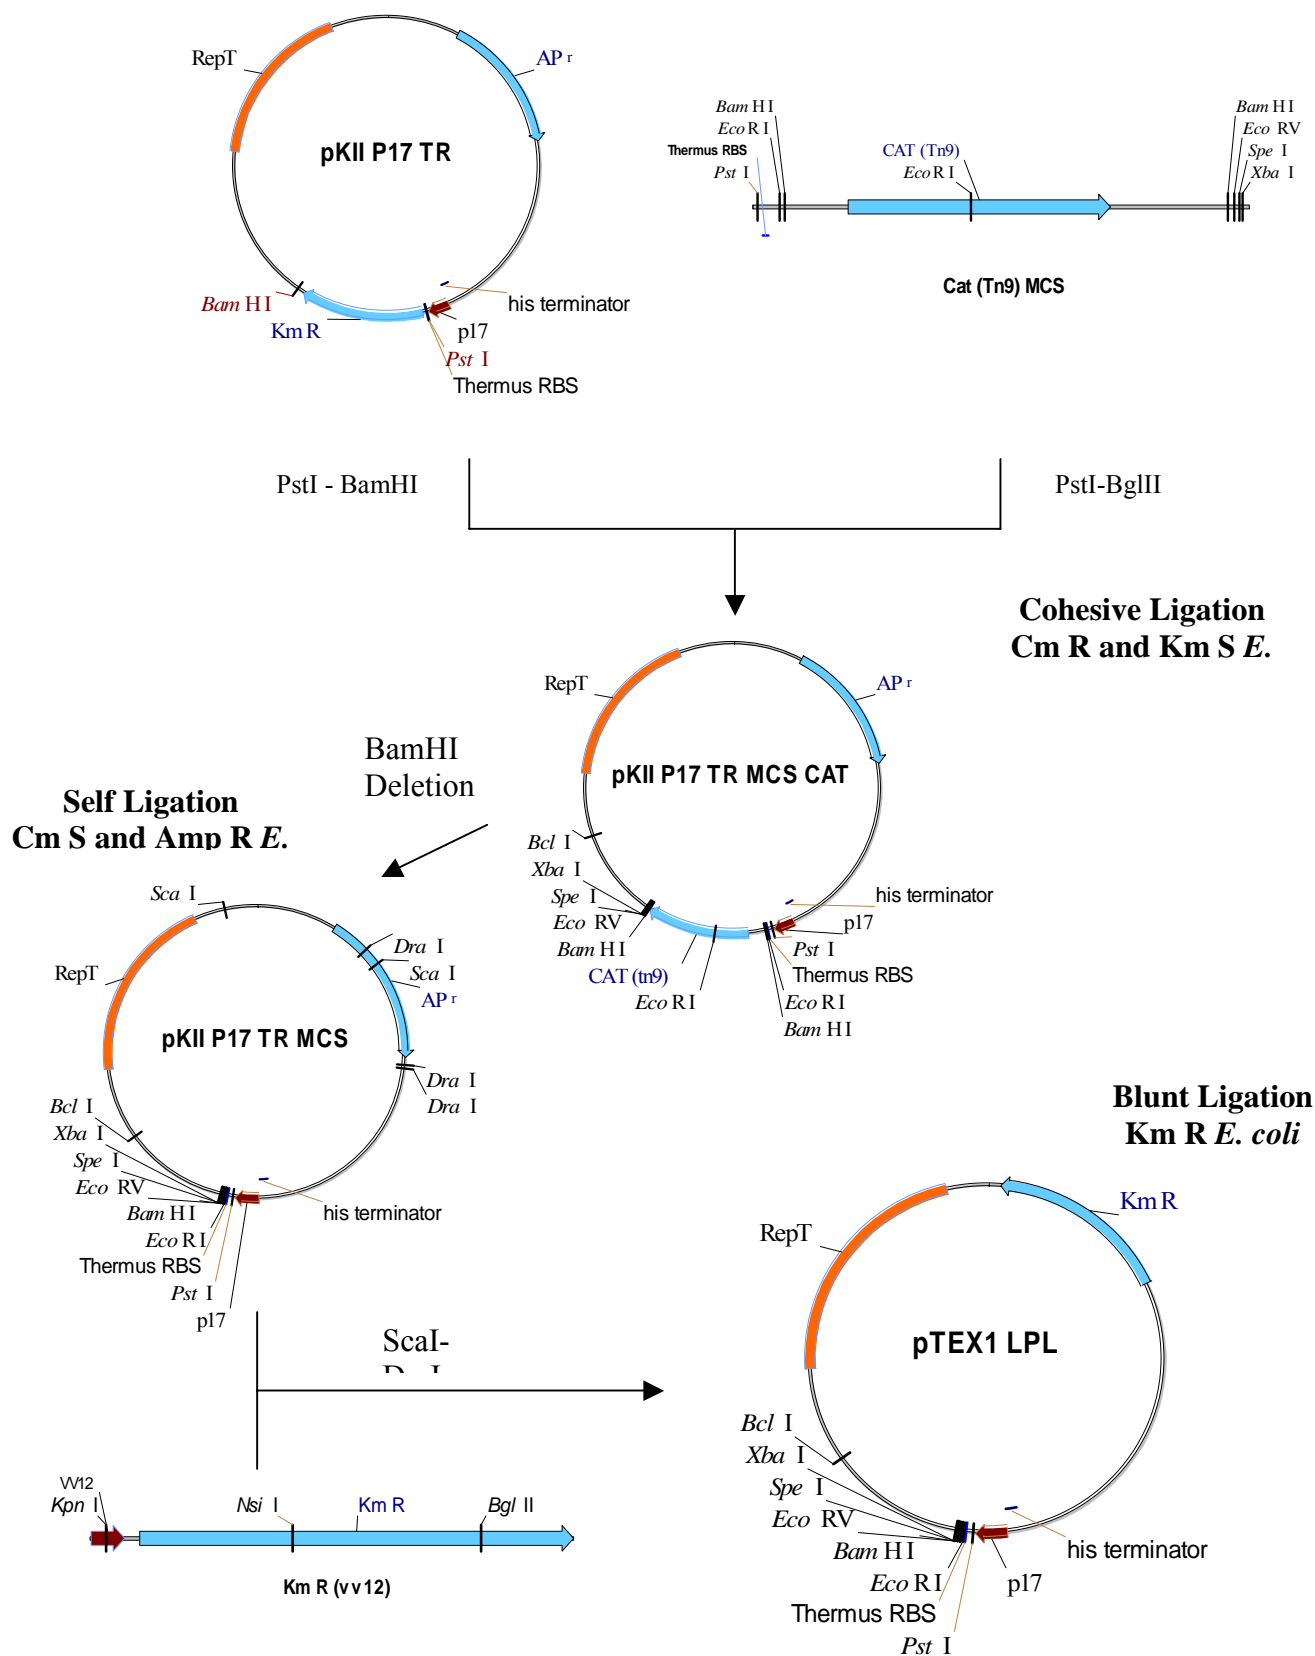 RepT
AP r
pKII P17 TR
Bam H I
Km R
his terminator
p17
Pst I
Thermus RBS
Bam H I
Eco R I
Thermus RBS
Pst I
CAT (Tn9)
Eco R I
Bam H I
Eco RV
Spe I
Xba I
Cat (Tn9) MCS
PstI - BamHI
PstI-BglII
Cohesive Ligation
Cm R and Km S E.
RepT
AP r
pKII P17 TR MCS CAT
Bcl I
Xba I
Spe I
Eco RV
Bam H I
CAT (tn9)
Eco R I
his terminator
p17
Pst I
Thermus RBS
Eco R I
Bam H I
BamHI
Deletion
Self Ligation
Cm S and Amp R E.
Sca I
Dra I
Sca I
AP r
RepT
pKII P17 TR MCS
Dra I
Dra I
Bcl I
Xba I
Spe I
Eco RV
Bam H I
Eco R I
Thermus RBS
Pst I
p17
his terminator
Blunt Ligation
Km R E. coli
Km R
RepT
pTEX1 LPL
Bcl I
Xba I
Spe I
Eco RV
Bam H I
Eco R I
Thermus RBS
Pst I
p17
his terminator
ScaI-
VV12
Kpn I
Nsi I
Km R
Bgl II
Km R (vv12)